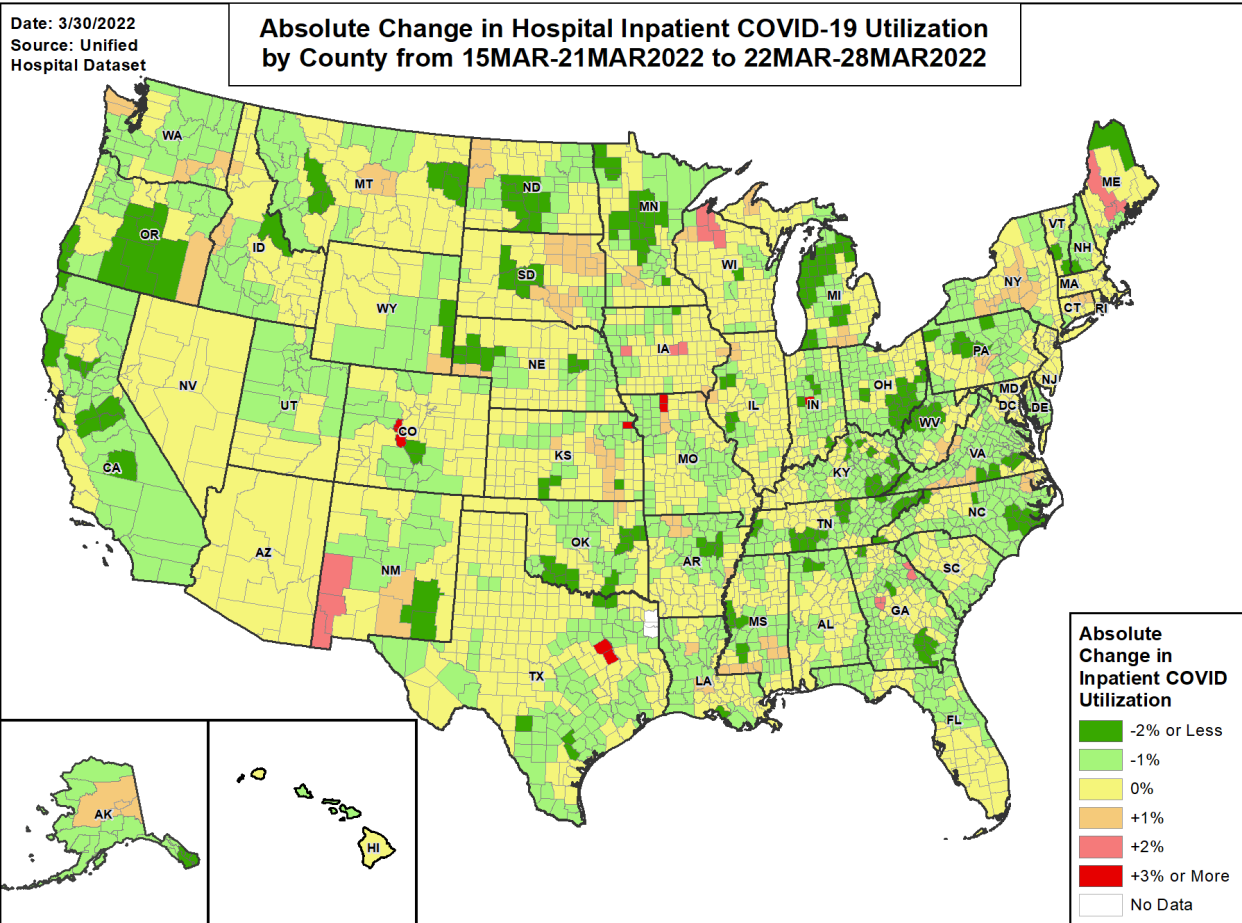 Date: 3/30/2022
Source: Unified
Hospital Dataset
Absolute Change in Hospital Inpatient COVID-19 Utilization
by County from 15MAR-21MAR2022 to 22MAR-28MAR2022
WA
MT
ND
MN
ME
OR
ID
SD
WI
MI
VT
NH
NY
MA
CT
RI
WY
NE
IA
PA
NJ
NV
UT
CO
IL
IN
OH
MD
DC
DE
WV
VA
CA
KS
MO
KY
AZ
NM
OK
AR
TN
NC
SC
TX
LA
MS
AL
GA
FL
AK
HI
Absolute
Change in
Inpatient COVID
Utilization
-2% or Less
-1%
0%
+1%
+2%
+3% or More
No Data